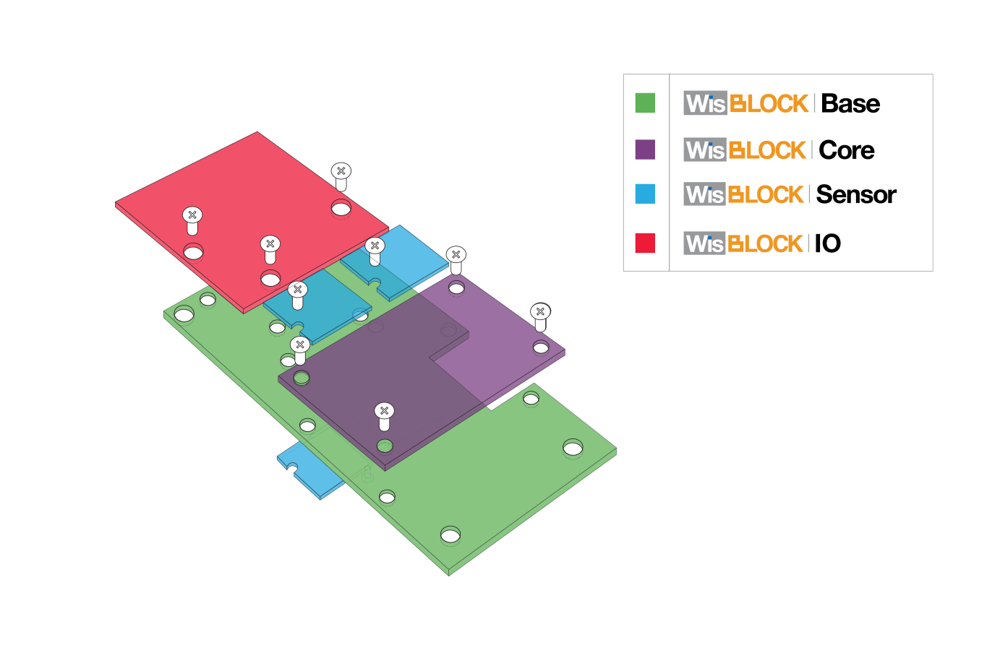 WisBLOCK | Base
WisBLOCK | Core
WisBLOCK | Sensor
WisBLOCK | IO